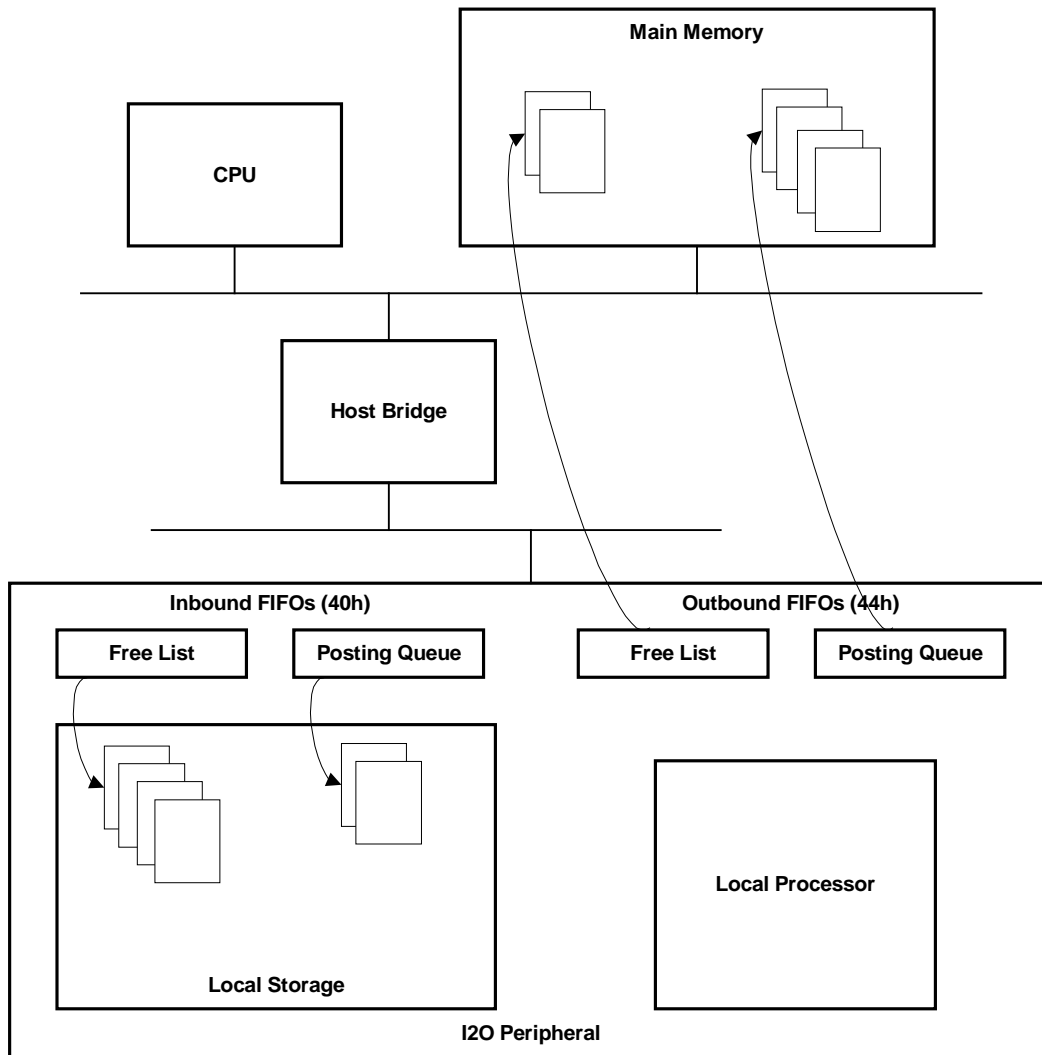 Main Memory
CPU
Host Bridge
Inbound FIFOs (40h)
Outbound FIFOs (44h)
Free List
Posting Queue
Free List
Posting Queue
Local Processor
Local Storage
I2O Peripheral